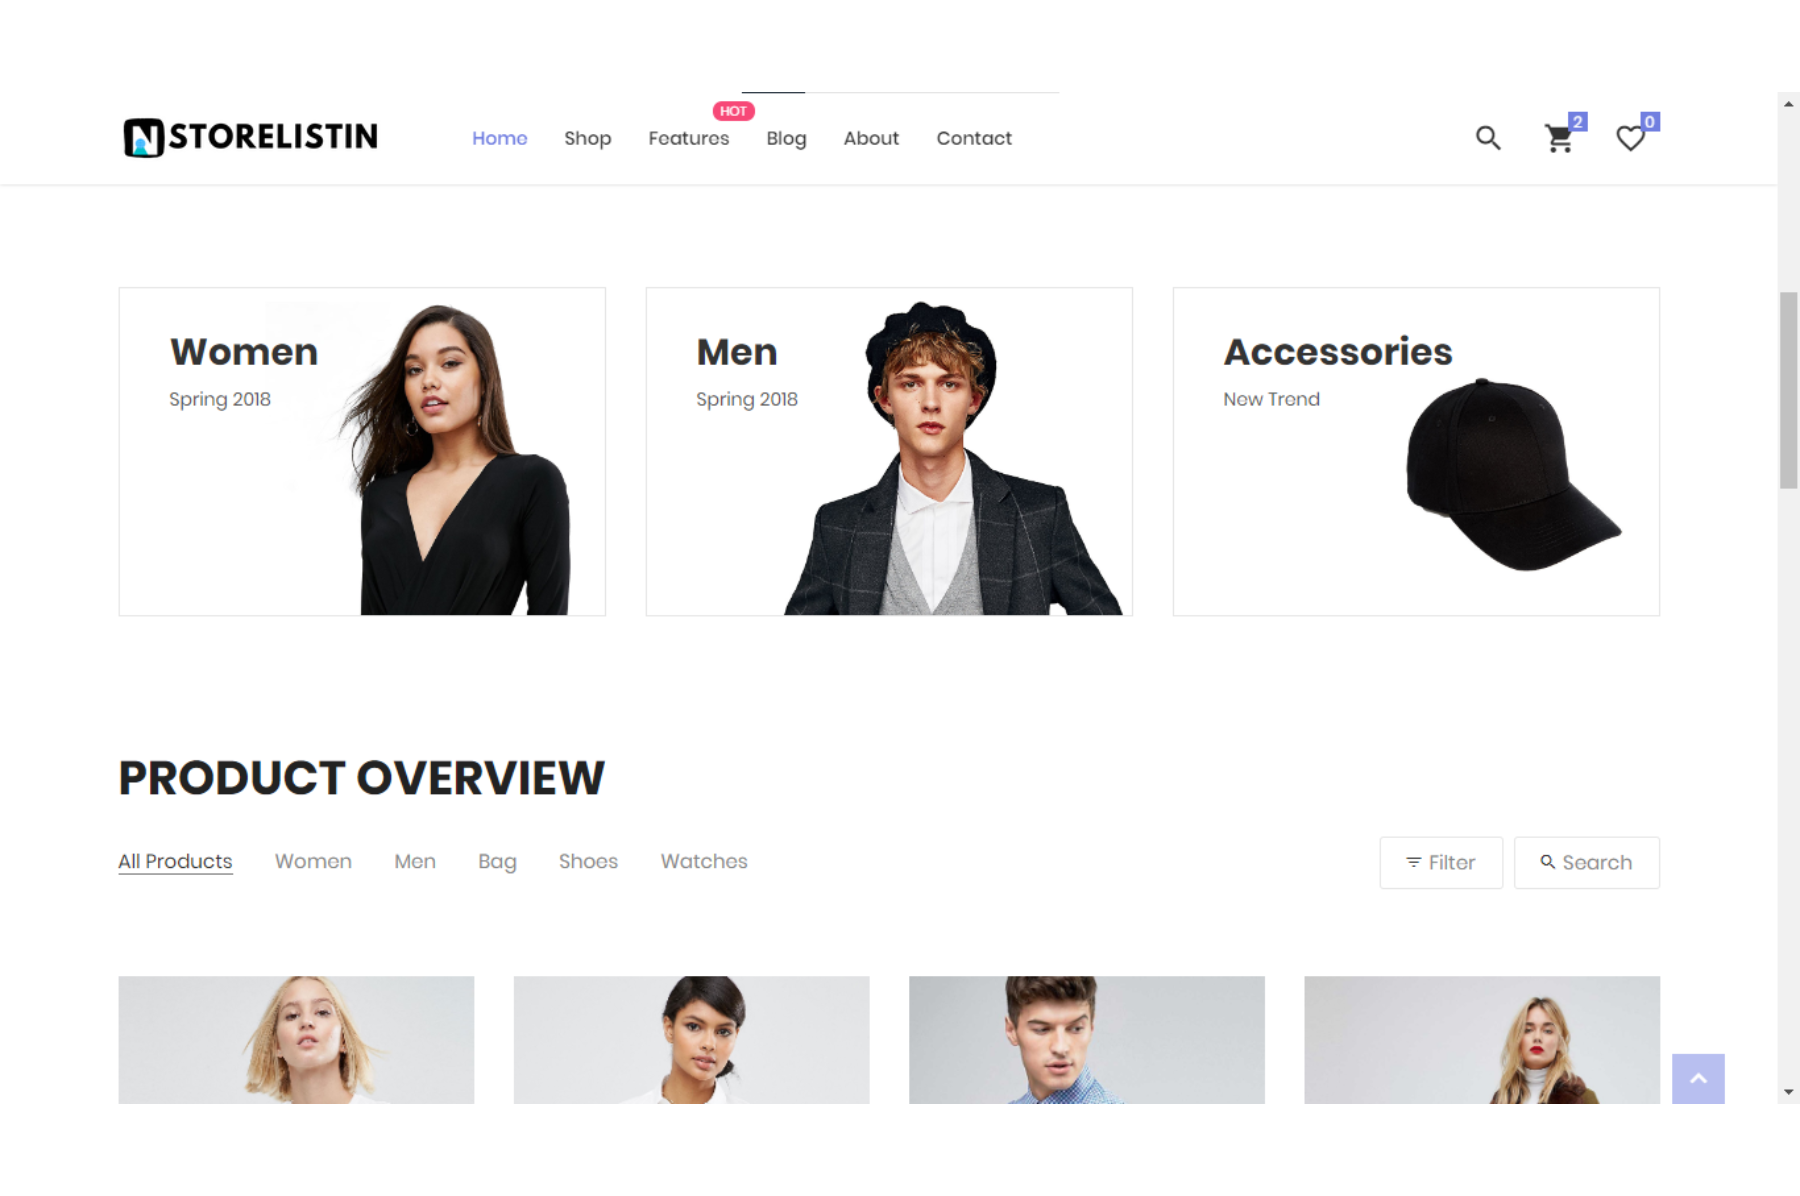 HOT
N STORELISTIN Home Shop Features Blog About Contact 2 0
Women Men Accessories
Spring 2018 Spring 2018 New Trend
PRODUCT OVERVIEW
All Products Women Men Bag Shoes Watches Filter Search